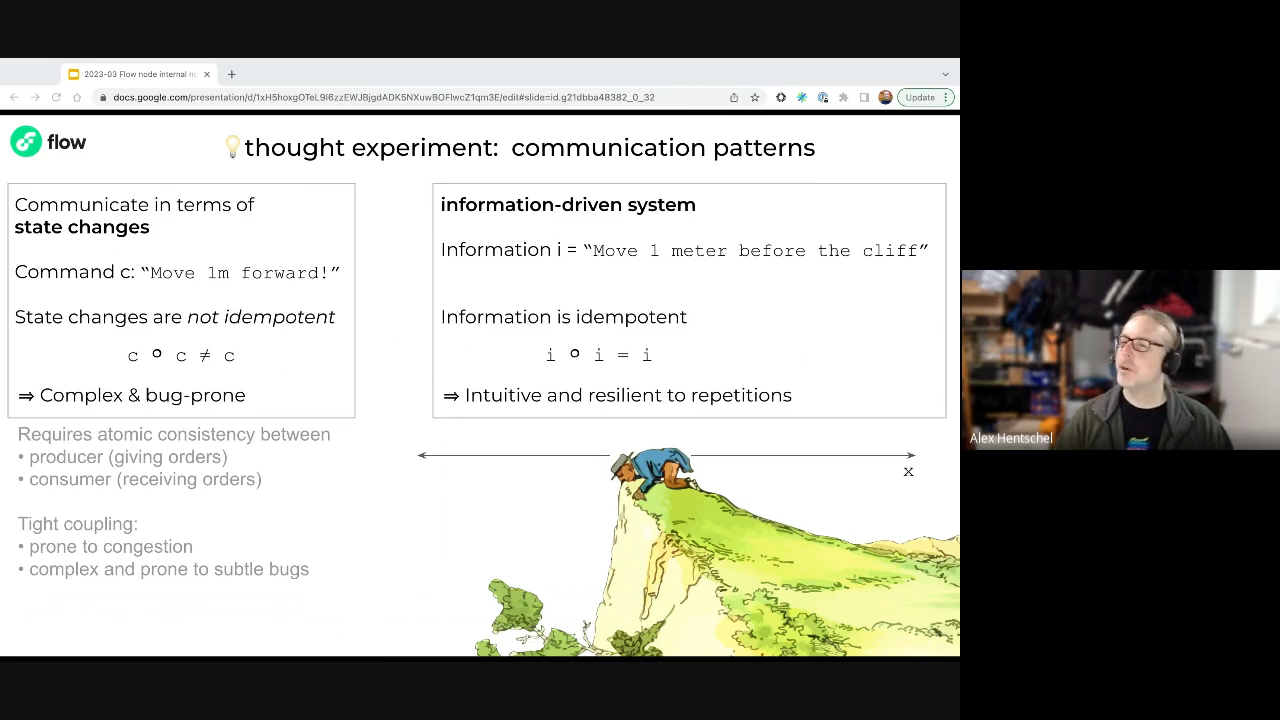 2023-03 Flow node internal no
docs.google.com/presentation/d/1xH5hoxgOTeL9I6zzEWJBjgdADK5NXuwBOFlwcZ1qm3E/edit#slide=id.g21dbba48382_0_32
Update
flow
thought experiment: communication patterns
Communicate in terms of
state changes
Command c: “Move 1m forward!”
State changes are not idempotent
c ∘ c ≠ c
⇒ Complex & bug-prone
information-driven system
Information i = “Move 1 meter before the cliff”
Information is idempotent
i ∘ i = i
⇒ Intuitive and resilient to repetitions
Requires atomic consistency between
• producer (giving orders)
• consumer (receiving orders)
Tight coupling:
• prone to congestion
• complex and prone to subtle bugs
x
Alex Hentschel